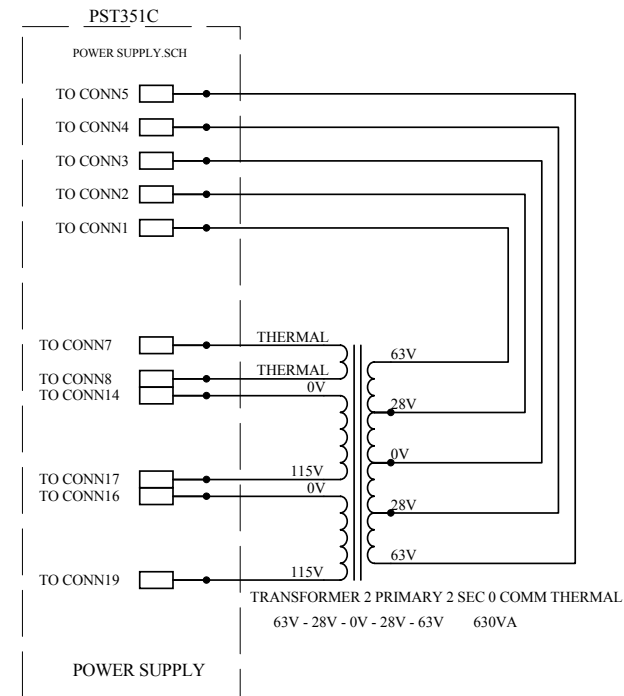 PST351C
POWER SUPPLY.SCH
TO CONN5
TO CONN4
TO CONN3
TO CONN2
TO CONN1
TO CONN7
THERMAL
63V
TO CONN8
THERMAL
TO CONN14
0V
28V
0V
TO CONN17
115V
TO CONN16
0V
28V
63V
TO CONN19
115V
TRANSFORMER 2 PRIMARY 2 SEC 0 COMM THERMAL
63V - 28V - 0V - 28V - 63V 630VA
POWER SUPPLY